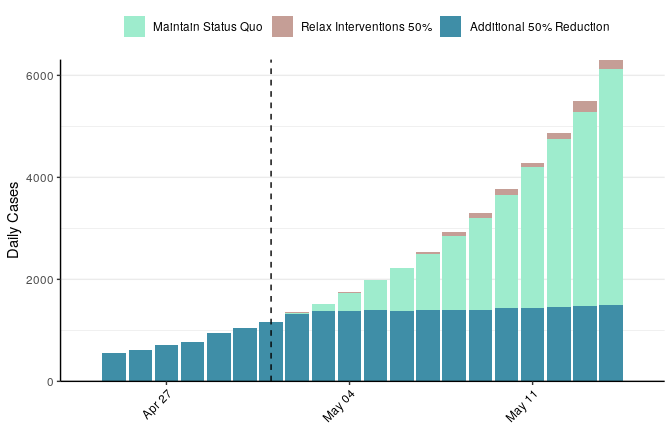 Maintain Status Quo Relax Interventions 50% Additional 50% Reduction
Daily Cases
6000
4000
2000
0
Apr 27
May 04
May 11